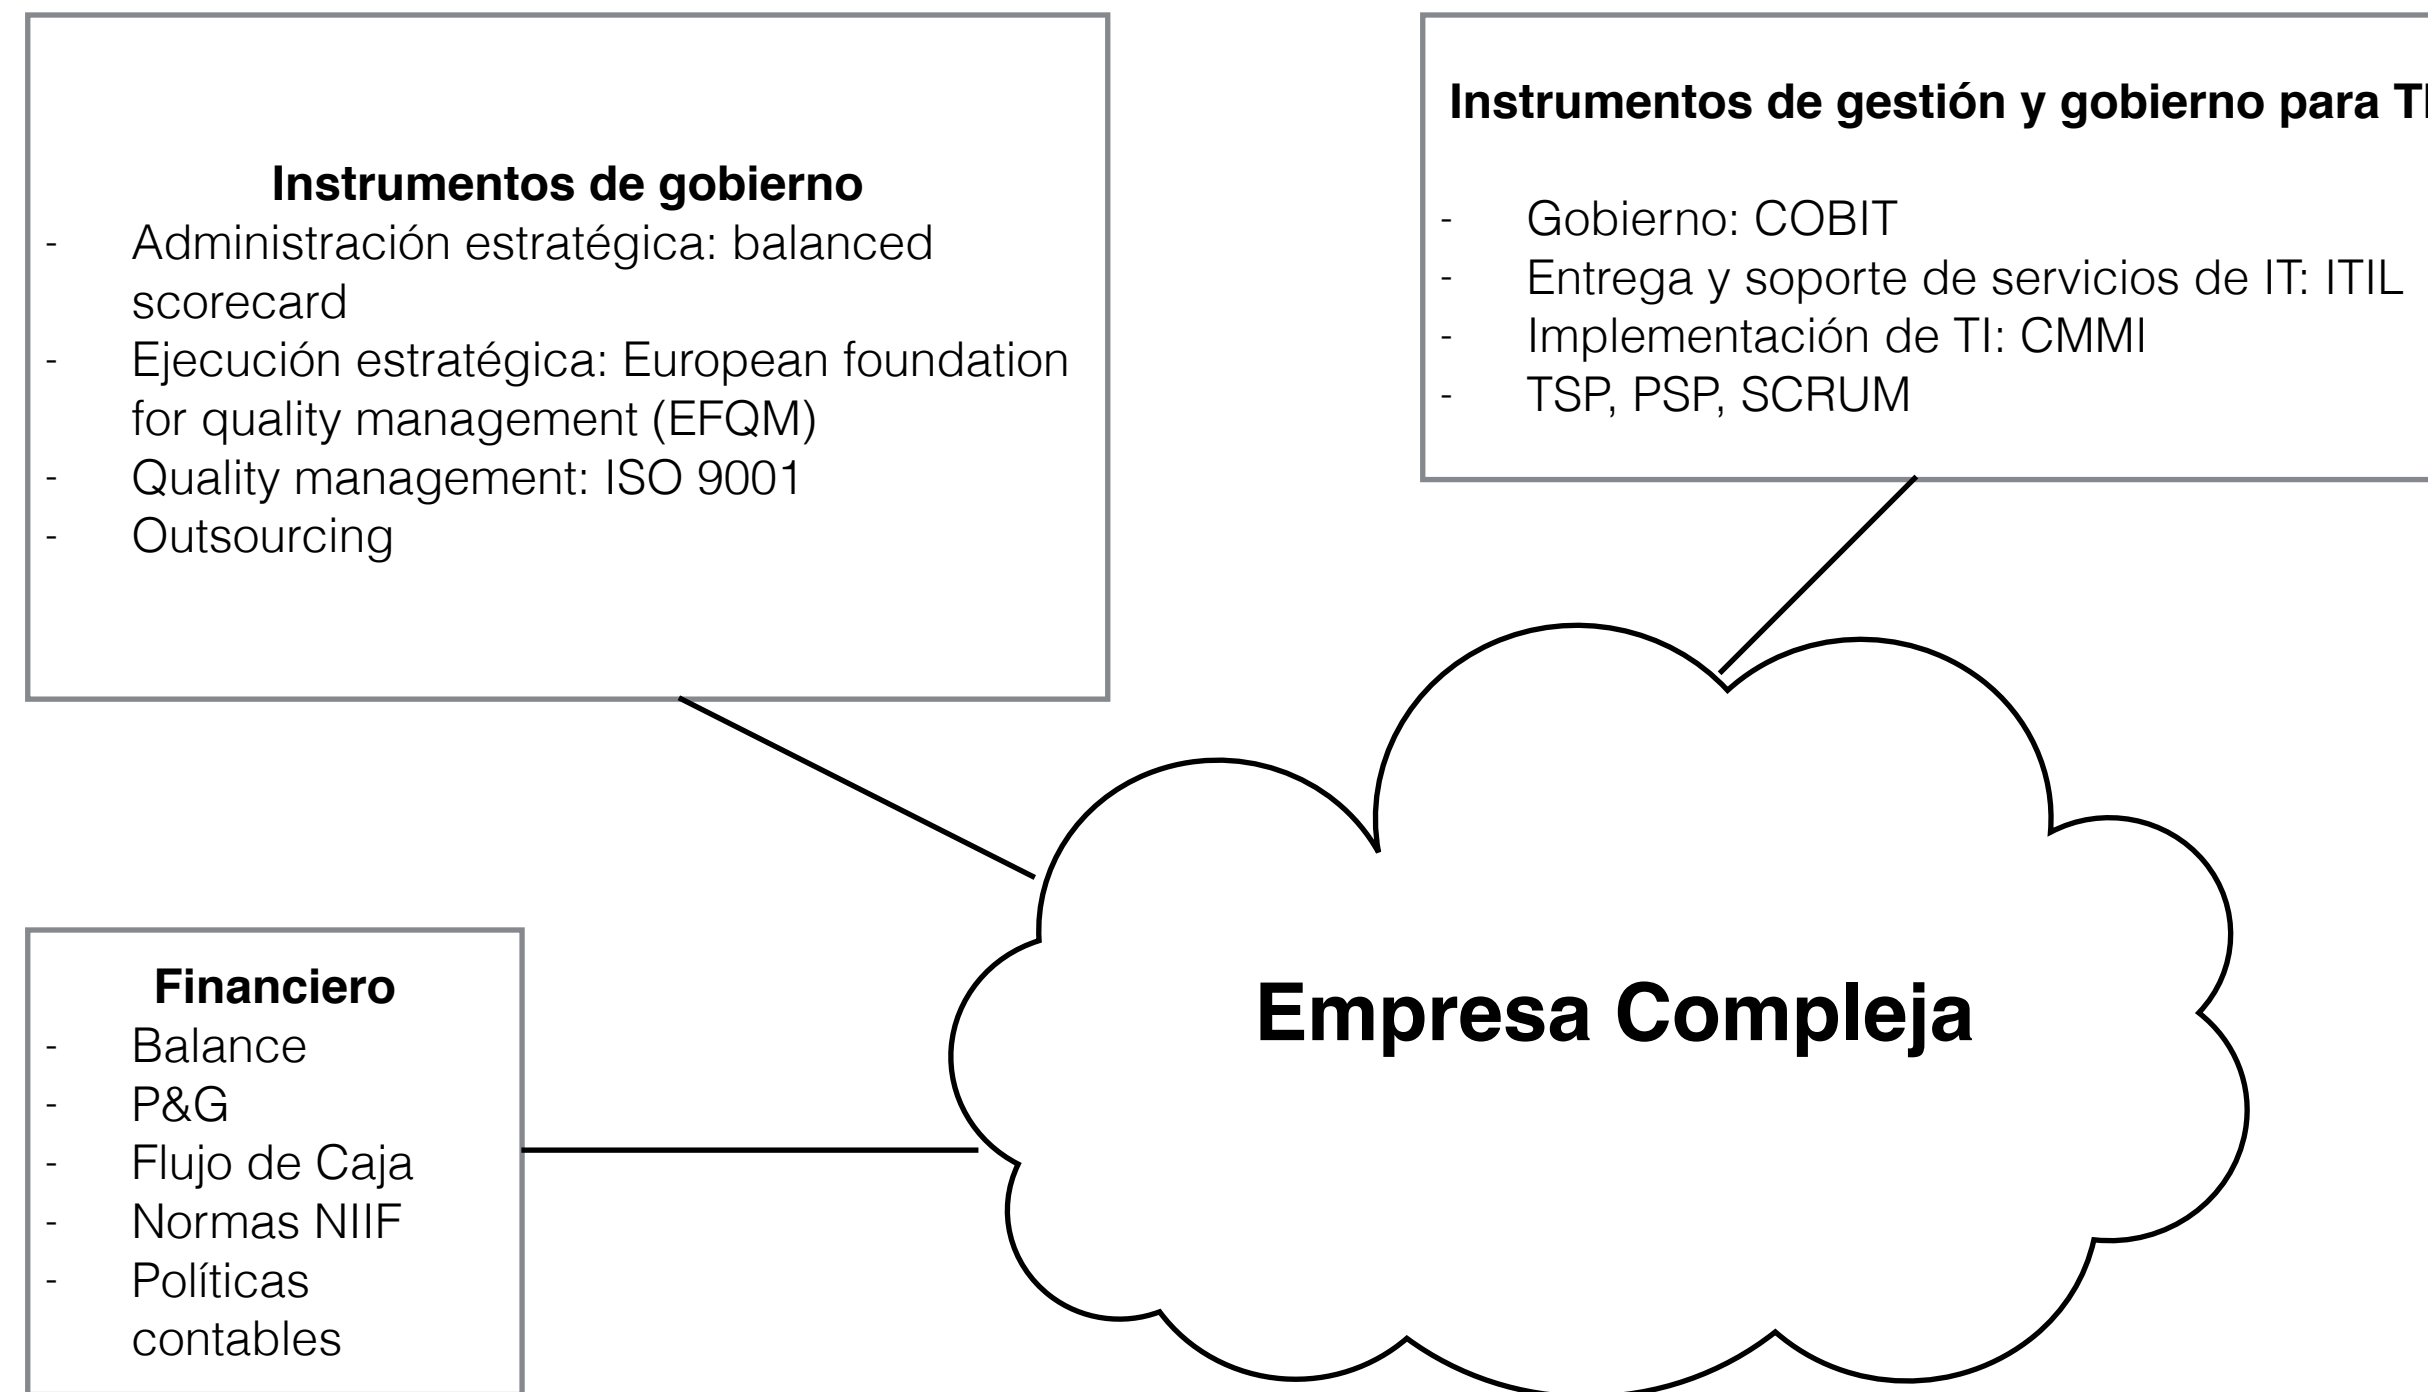 Instrumentos de gobierno
- Administración estratégica: balanced
scorecard
- Ejecución estratégica: European foundation
for quality management (EFQM)
- Quality management: ISO 9001
- Outsourcing
Instrumentos de gestión y gobierno para TI
- Gobierno: COBIT
- Entrega y soporte de servicios de IT: ITIL
- Implementación de TI: CMMI
- TSP, PSP, SCRUM
Financiero
- Balance
- P&G
- Flujo de Caja
- Normas NIIF
- Políticas
contables
Empresa Compleja